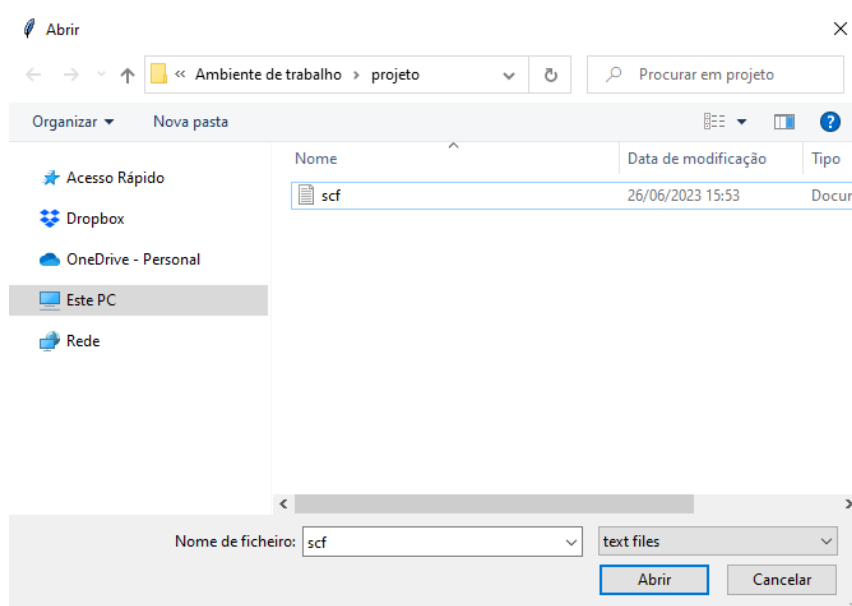 Abrir
« Ambiente de trabalho › projeto
Procurar em projeto
Organizar
Nova pasta
?
Nome
Data de modificação
Tipo
Acesso Rápido
scf
26/06/2023 15:53
Docur
Dropbox
OneDrive - Personal
Este PC
Rede
Nome de ficheiro:
scf
text files
Abrir
Cancelar